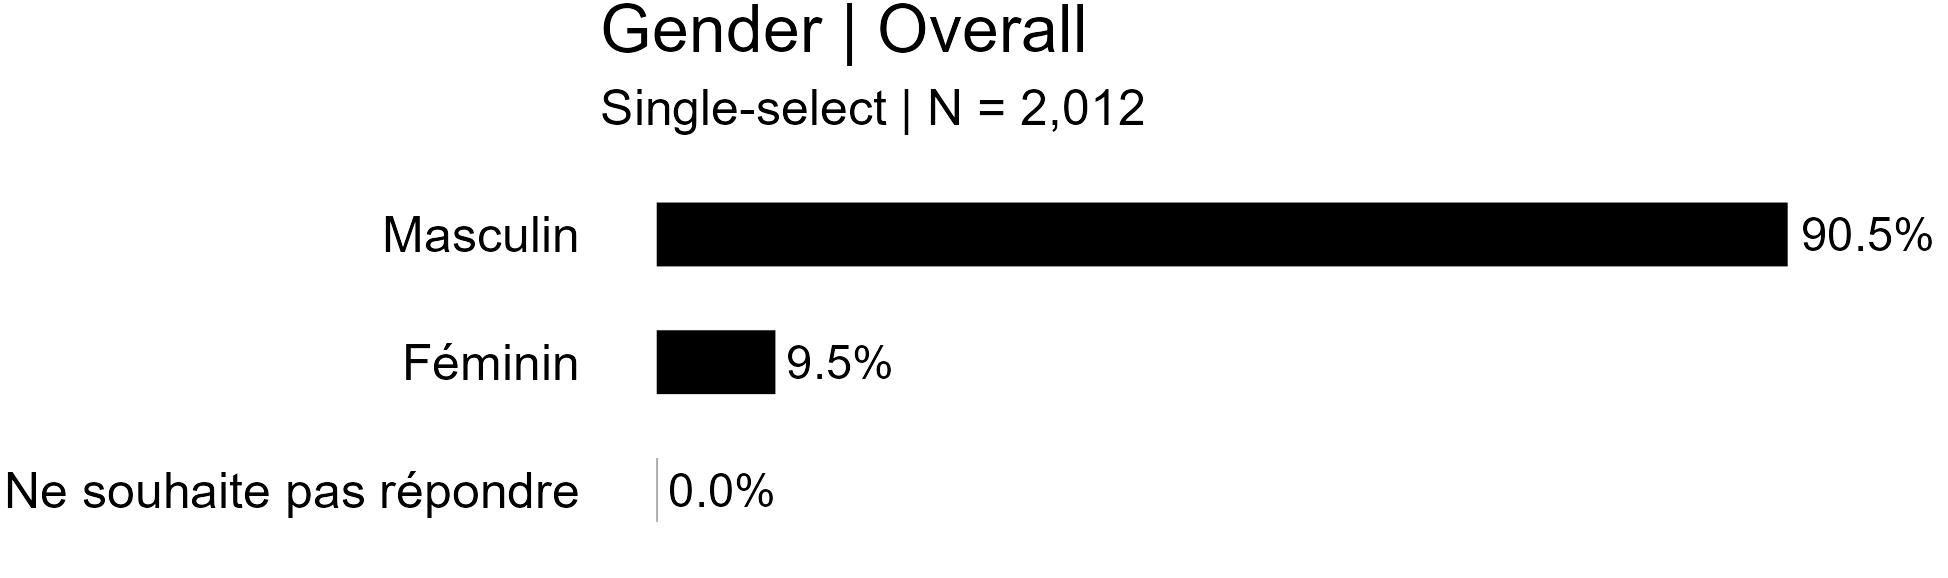 Gender | Overall
Single-select | N = 2,012
Masculin 90.5%
Féminin 9.5%
Ne souhaite pas répondre 0.0%